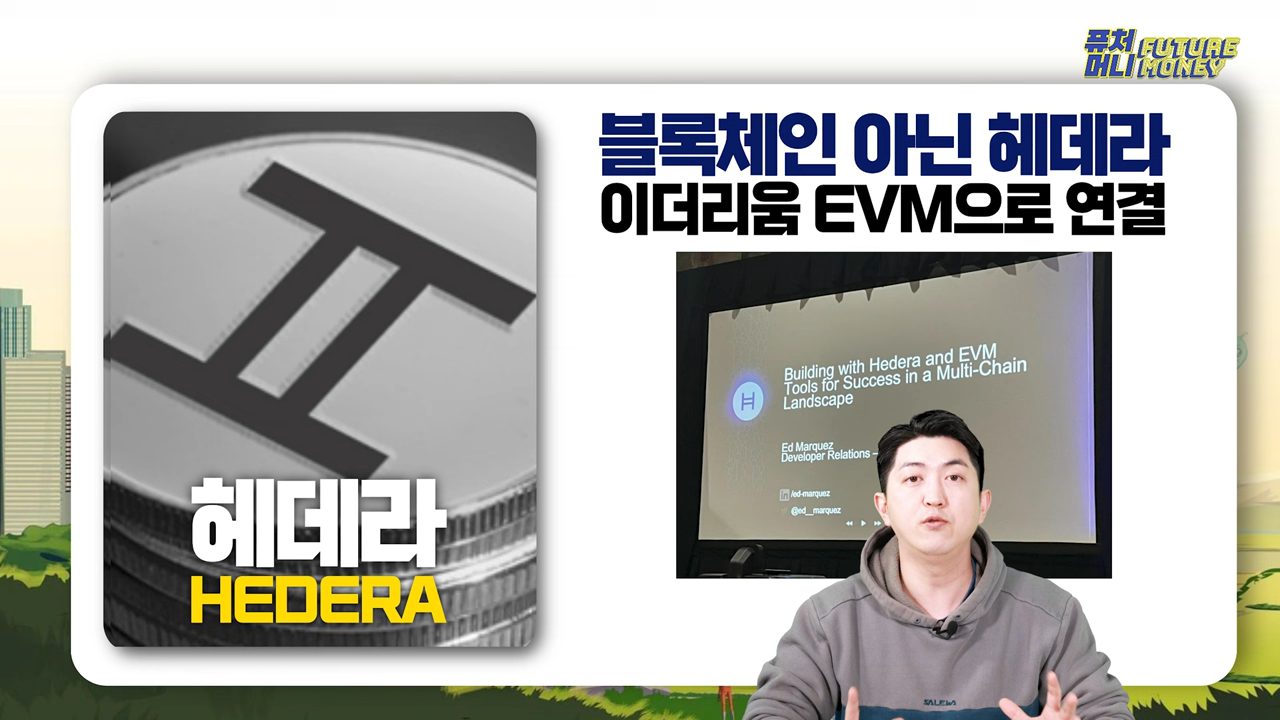 퓨처
머니
FUTURE
MONEY
블록체인 아닌 헤데라
이더리움 EVM으로 연결
헤데라
HEDERA
Building with Hedera and EVM
Tools for Success in a Multi-Chain
Landscape
Ed Marquez
Developer Relations –
/ed-marquez
@ed__marquez
SALEWA